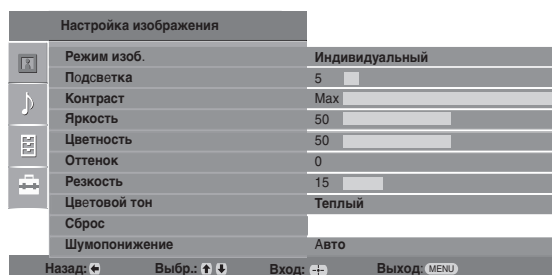 Настройка изображения
Режим изоб. Индивидуальный
Подсветка 5
Контраст Max
Яркость 50
Цветность 50
Оттенок 0
Резкость 15
Цветовой тон Теплый
Сброс
Шумопонижение Авто
Назад: Выбр.: Вход: Выход: MENU